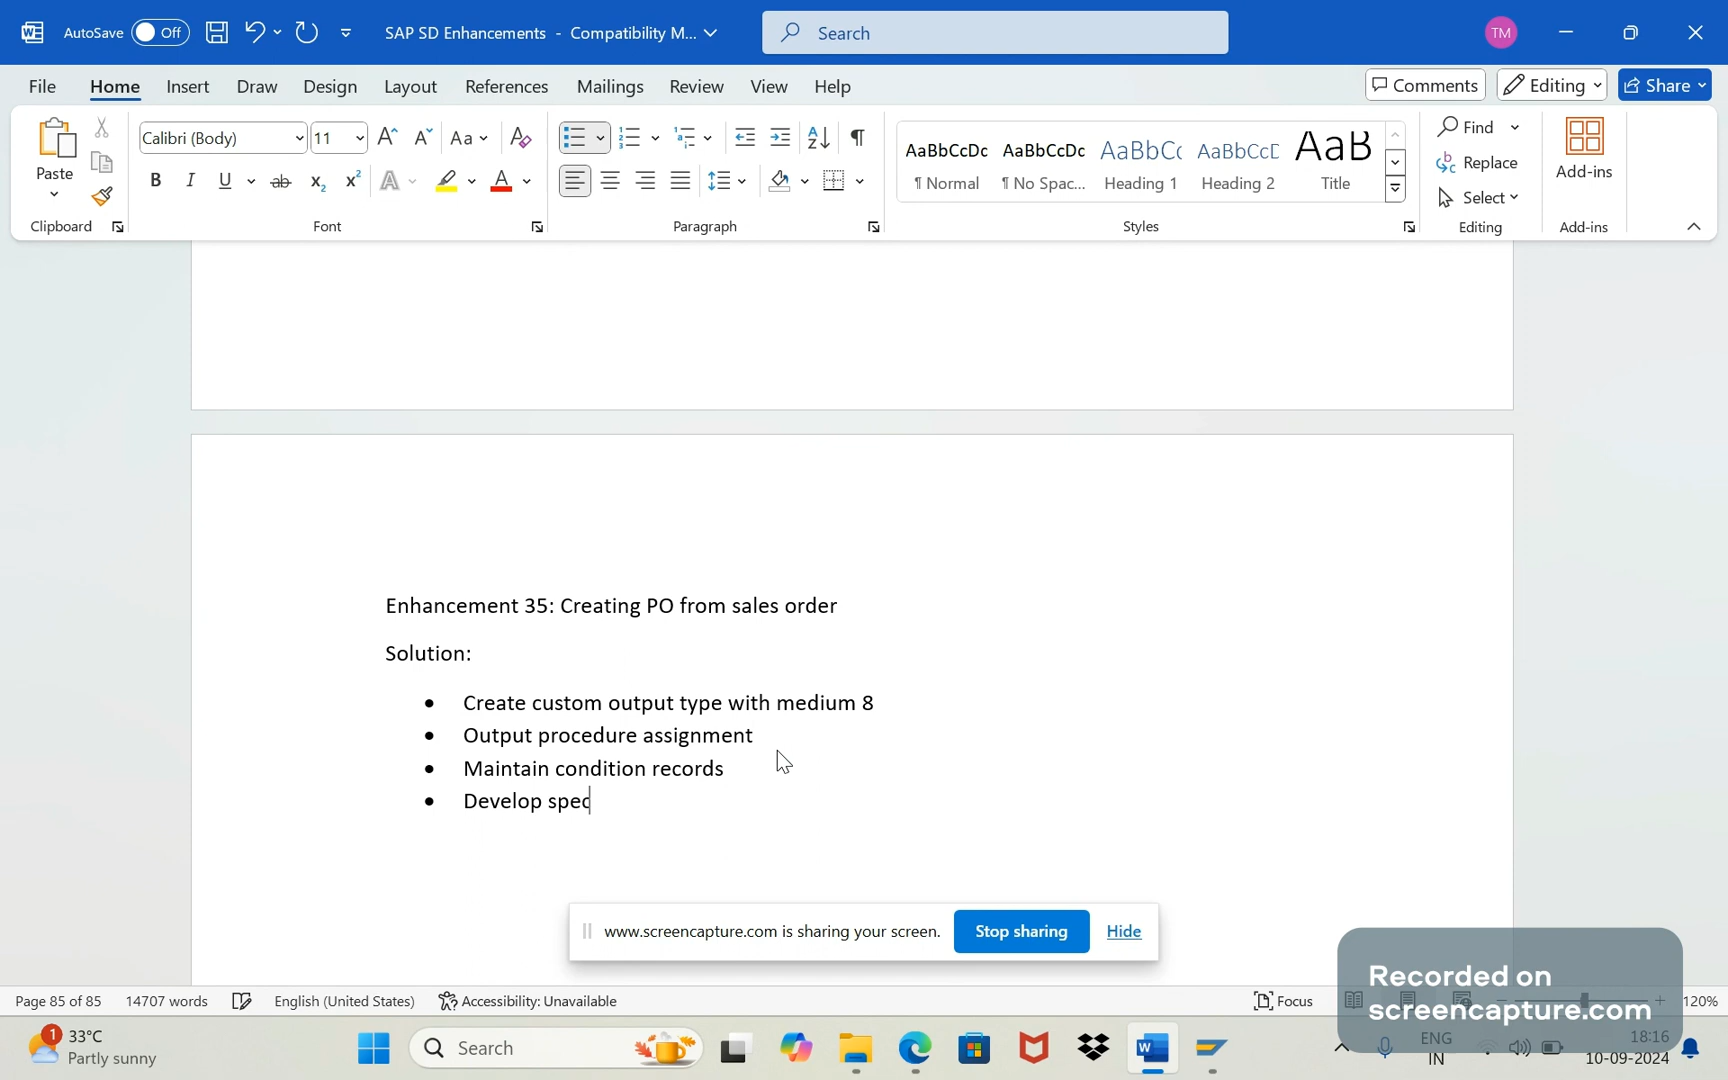 AutoSave Off SAP SD Enhancements - Compatibility M... Search TM
File Home Insert Draw Design Layout References Mailings Review View Help Comments Editing Share
Paste Calibri (Body) 11 Aa AaBbCcDc AaBbCcDc AaBbCc AaBbCcD AaB Find Replace Select Add-ins
¶ Normal ¶ No Spac... Heading 1 Heading 2 Title
Clipboard Font Paragraph Styles Editing Add-ins
Enhancement 35: Creating PO from sales order
Solution:
• Create custom output type with medium 8
• Output procedure assignment
• Maintain condition records
• Develop spec
www.screencapture.com is sharing your screen. Stop sharing Hide
Recorded on
screencapture.com
Page 85 of 85 14707 words English (United States) Accessibility: Unavailable Focus 120%
1 33°C
Partly sunny
Search
ENG
IN
18:16
10-09-2024